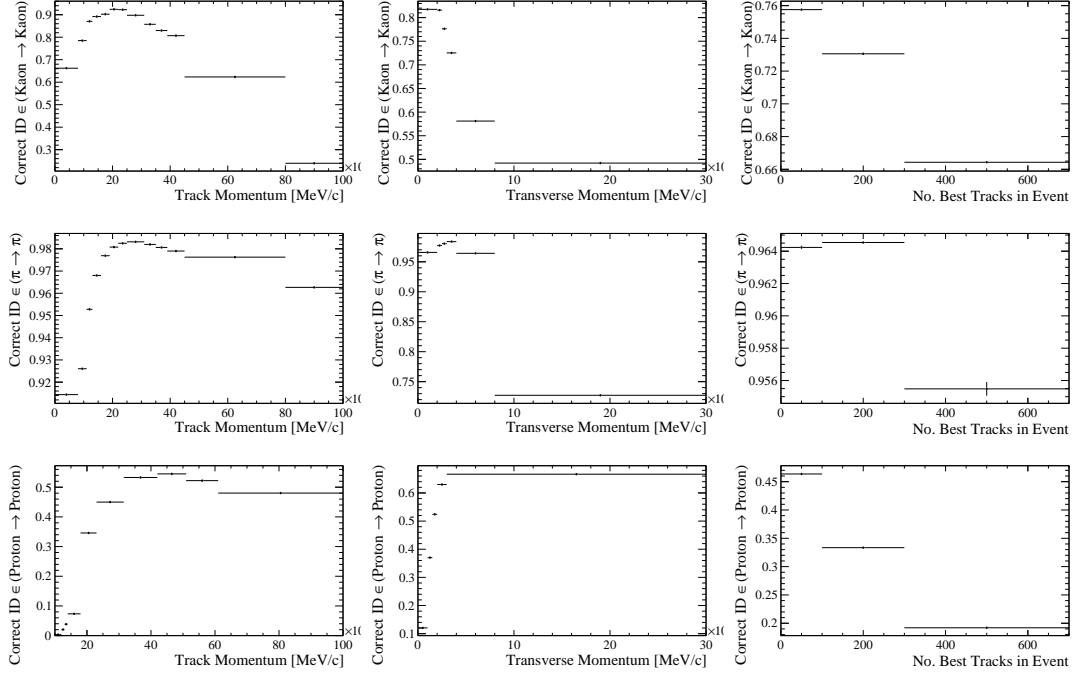 Correct ID ∈ (Kaon → Kaon)
0.9
0.8
0.7
0.6
0.5
0.4
0.3
0 20 40 60 80 100
×10
Track Momentum [MeV/c]
Correct ID ∈ (Kaon → Kaon)
0.8
0.75
0.7
0.65
0.6
0.55
0.5
0 10 20 30
×10
Transverse Momentum [MeV/c]
Correct ID ∈ (Kaon → Kaon)
0.76
0.74
0.72
0.7
0.68
0.66
0 200 400 600
No. Best Tracks in Event
Correct ID ∈ (π → π)
0.98
0.97
0.96
0.95
0.94
0.93
0.92
0 20 40 60 80 100
×10
Track Momentum [MeV/c]
Correct ID ∈ (π → π)
0.95
0.9
0.85
0.8
0.75
0 10 20 30
×10
Transverse Momentum [MeV/c]
Correct ID ∈ (π → π)
0.964
0.962
0.96
0.958
0.956
0 200 400 600
No. Best Tracks in Event
Correct ID ∈ (Proton → Proton)
0.5
0.4
0.3
0.2
0.1
0
20 40 60 80 100
×10
Track Momentum [MeV/c]
Correct ID ∈ (Proton → Proton)
0.6
0.5
0.4
0.3
0.2
0.1
0 10 20 30
×10
Transverse Momentum [MeV/c]
Correct ID ∈ (Proton → Proton)
0.45
0.4
0.35
0.3
0.25
0.2
0 200 400 600
No. Best Tracks in Event